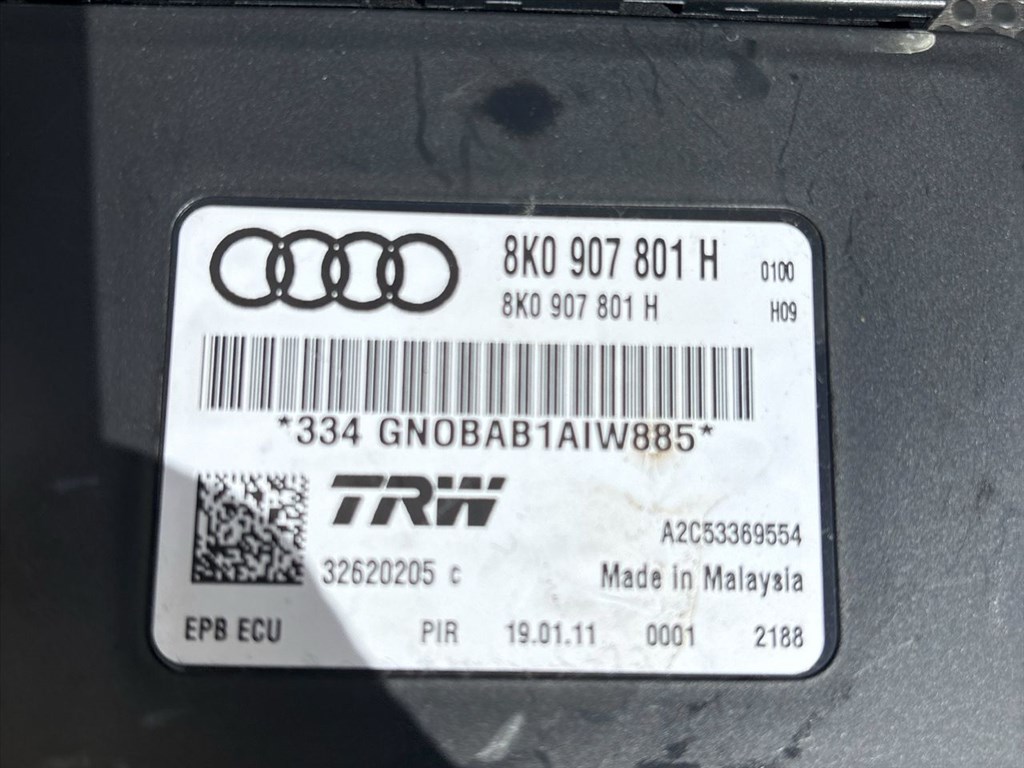 8K0 907 801 H 0100
8K0 907 801 H H09
*334 GNOBAB1AIW885*
TRW
A2C53369554
32620205 C Made in Malaysia
EPB ECU PIR 19.01.11 0001 2188